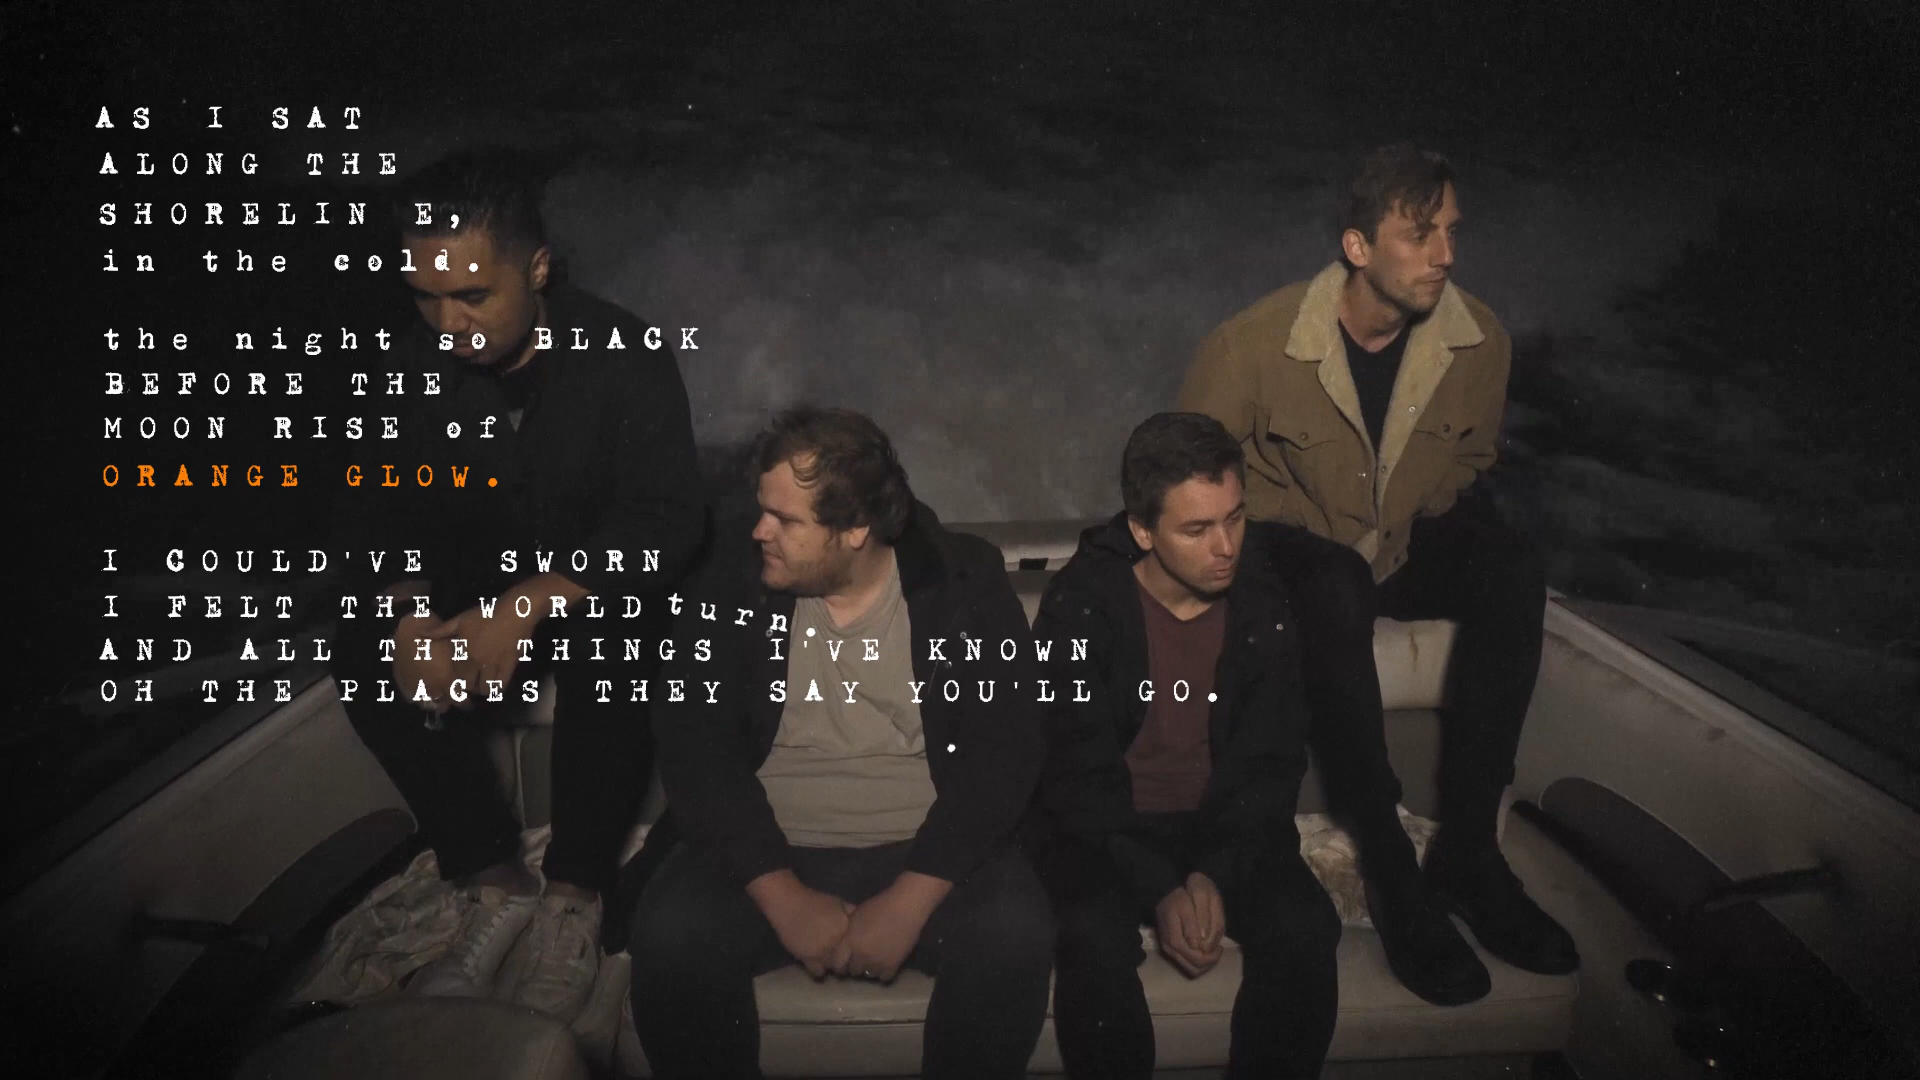 AS I SAT
ALONG THE
SHORELIN E,
in the cold.
the night so BLACK
BEFORE THE
MOON RISE of
ORANGE GLOW.
I COULD'VE SWORN
I FELT THE WORLD turn.
AND ALL THE THINGS I'VE KNOWN
OH THE PLACES THEY SAY YOU'LL GO.